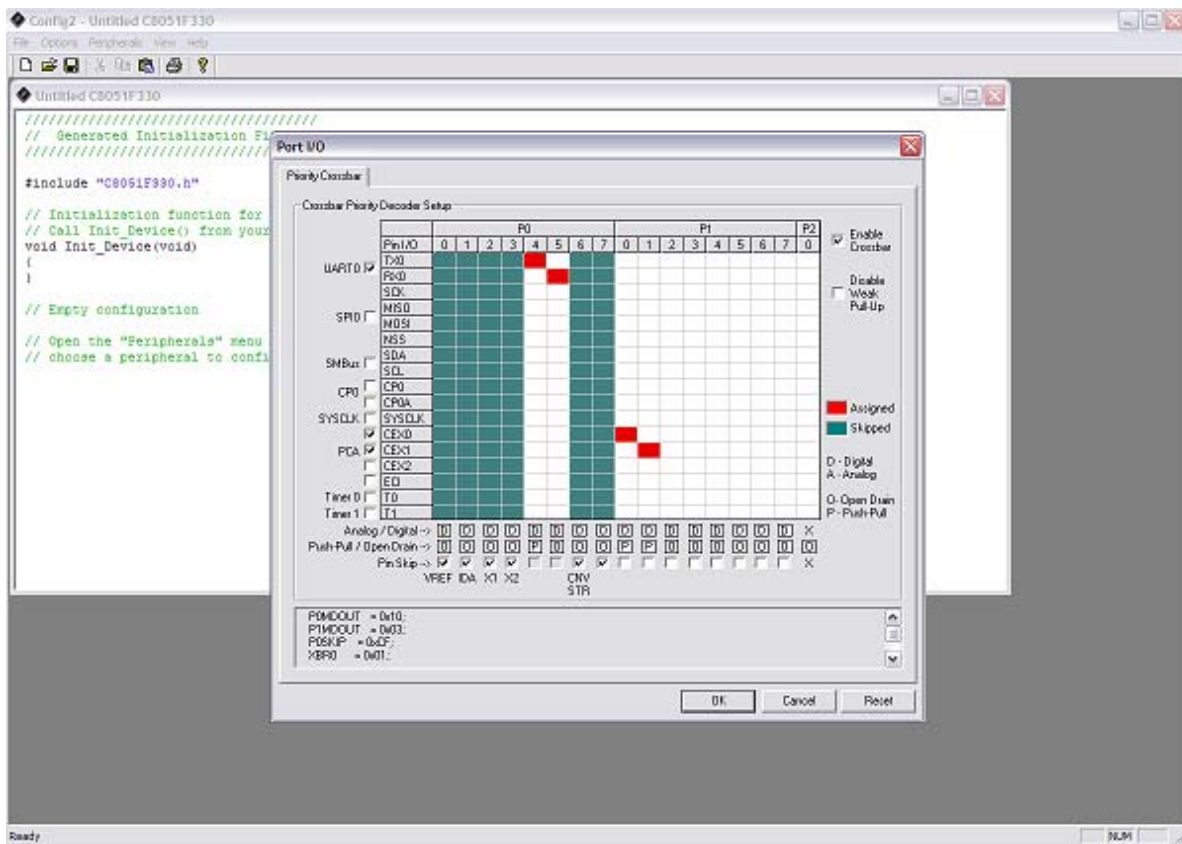 Config2 - Untitled C8051F330
File Options Peripherals View Help
Untitled C8051F330
/////////////////////////////////////
// Generated Initialization Fi
#include "C8051F330.h"
// Initialization function for
// Call Init_Device() from your
void Init_Device(void)
{
}
// Empty configuration
// Open the "Peripherals" menu
// choose a peripheral to confi
Port I/O
Priority Crossbar
Crossbar Priority Decoder Setup
P0 P1 P2
Pin I/O 0 1 2 3 4 5 6 7 0 1 2 3 4 5 6 7 0
UART0 TX0
RX0
SCK
SPI0 MISO
MOSI
NSS
SMBus SDA
SCL
CP0 CP0
CP0A
SYSCLK SYSCLK
CEX0
PCA CEX1
CEX2
ECI
Timer 0 T0
Timer 1 T1
Analog / Digital ->
Push-Pull / Open Drain ->
Pin Skip ->
VREF IDA X1 X2 CNV
STR
Enable
Crossbar
Disable
Weak
Pull-Up
Assigned
Skipped
D - Digital
A - Analog
O - Open Drain
P - Push-Pull
P0MDOUT = 0x10;
P1MDOUT = 0x03;
P0SKIP = 0xCF;
XBR0 = 0x01;
OK Cancel Reset
Ready NUM